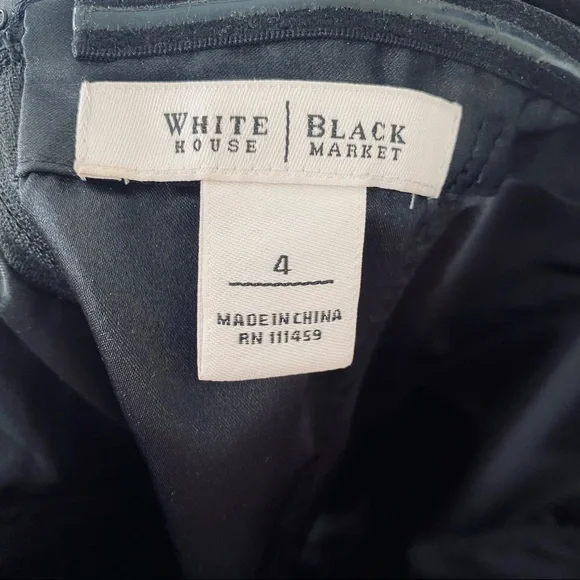 WHITE | BLACK
HOUSE | MARKET
4
MADE IN CHINA
RN 111459